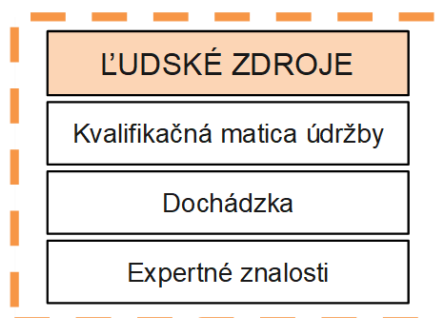 ĽUDSKÉ ZDROJE
Kvalifikačná matica údržby
Dochádzka
Expertné znalosti